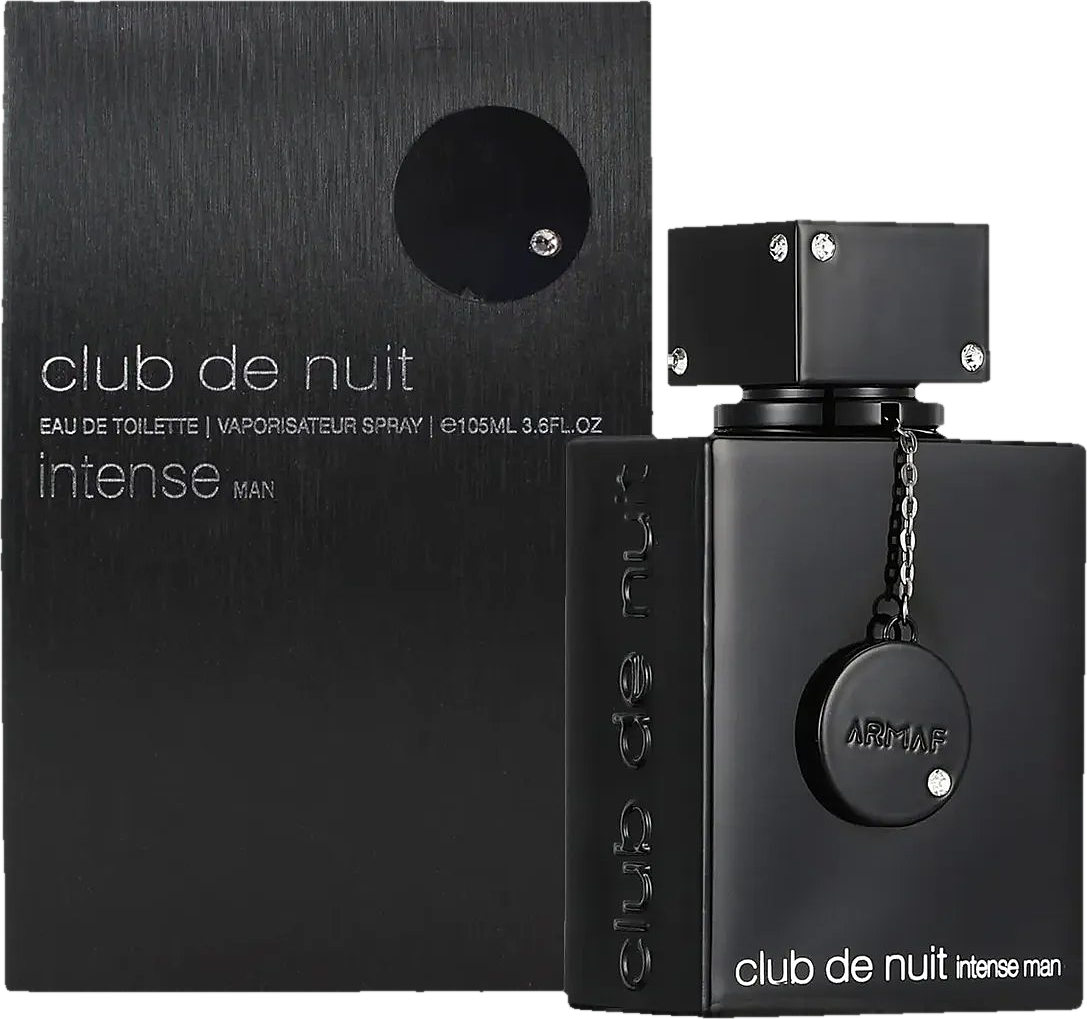 club de nuit
EAU DE TOILETTE | VAPORISATEUR SPRAY | ℮105ML 3.6FL.OZ
intense MAN
club de nuit
ARMAF
club de nuit intense man